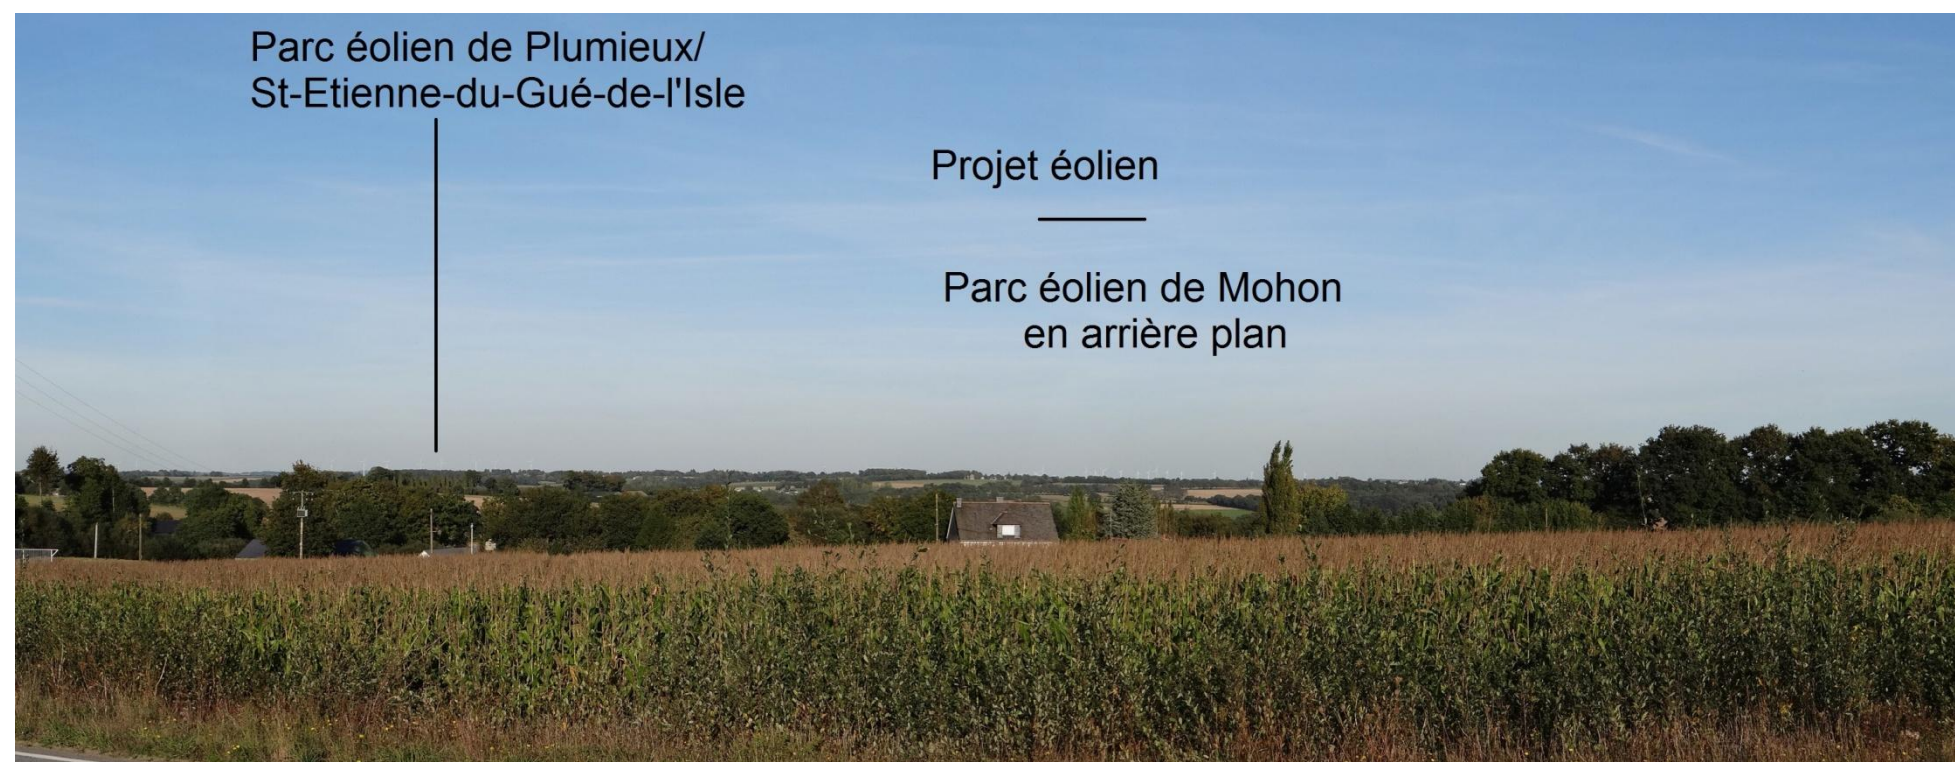 Parc éolien de Plumieux/
St-Etienne-du-Gué-de-l'Isle
Projet éolien
Parc éolien de Mohon
en arrière plan